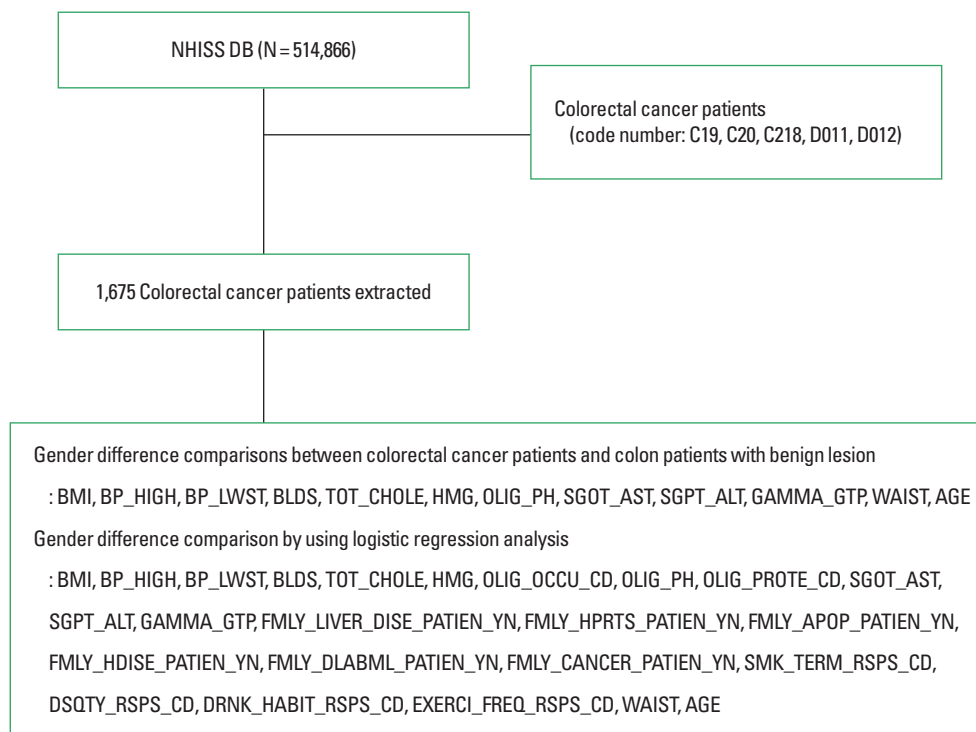 NHISS DB (N = 514,866)
Colorectal cancer patients
(code number: C19, C20, C218, D011, D012)
1,675 Colorectal cancer patients extracted
Gender difference comparisons between colorectal cancer patients and colon patients with benign lesion
: BMI, BP_HIGH, BP_LWST, BLDS, TOT_CHOLE, HMG, OLIG_PH, SGOT_AST, SGPT_ALT, GAMMA_GTP, WAIST, AGE
Gender difference comparison by using logistic regression analysis
: BMI, BP_HIGH, BP_LWST, BLDS, TOT_CHOLE, HMG, OLIG_OCCU_CD, OLIG_PH, OLIG_PROTE_CD, SGOT_AST,
SGPT_ALT, GAMMA_GTP, FMLY_LIVER_DISE_PATIEN_YN, FMLY_HPRTS_PATIEN_YN, FMLY_APOP_PATIEN_YN,
FMLY_HDISE_PATIEN_YN, FMLY_DLABML_PATIEN_YN, FMLY_CANCER_PATIEN_YN, SMK_TERM_RSPS_CD,
DSQTY_RSPS_CD, DRNK_HABIT_RSPS_CD, EXERCI_FREQ_RSPS_CD, WAIST, AGE